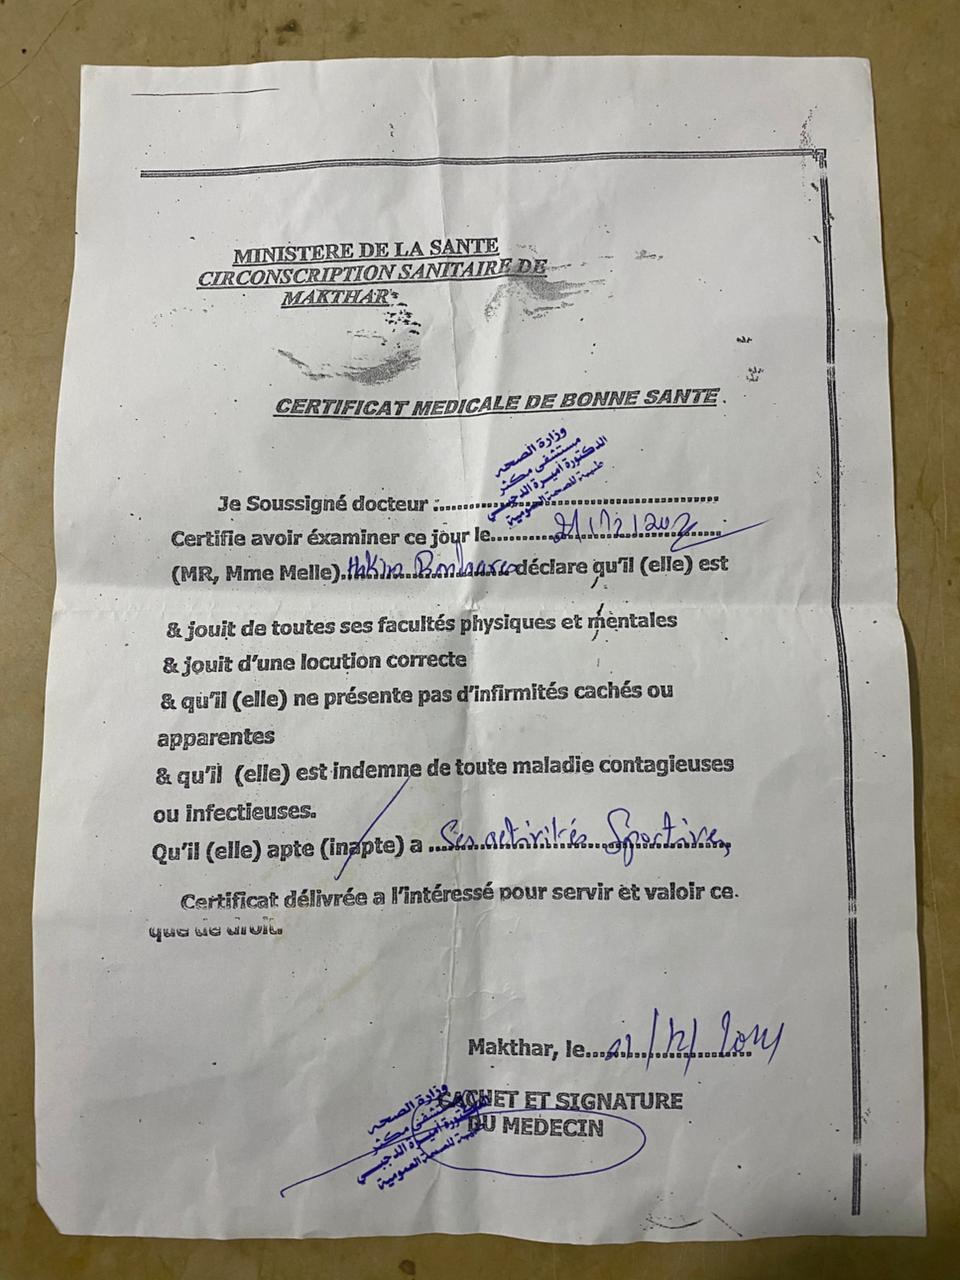 MINISTERE DE LA SANTE
CIRCONSCRIPTION SANITAIRE DE
MAKTHAR
CERTIFICAT MEDICALE DE BONNE SANTE
وزارة الصحة
مستشفى مكثر
الدكتورة أميرة الدجبي
طبيبة للصحة العمومية
Je Soussigné docteur :
Certifie avoir éxaminer ce jour le
(MR, Mme Melle) déclare qu'il (elle) est
& jouit de toutes ses facultés physiques et mentales
& jouit d'une locution correcte
& qu'il (elle) ne présente pas d'infirmités cachés ou
apparentes
& qu'il (elle) est indemne de toute maladie contagieuses
ou infectieuses.
Qu'il (elle) apte (inapte) a Ses activités Sportives
Certificat délivrée a l'intéressé pour servir et valoir ce.
que de droit.
Makthar, le
CACHET ET SIGNATURE
DU MEDECIN
وزارة الصحة
مستشفى مكثر
الدكتورة أميرة الدجبي
طبيبة للصحة العمومية